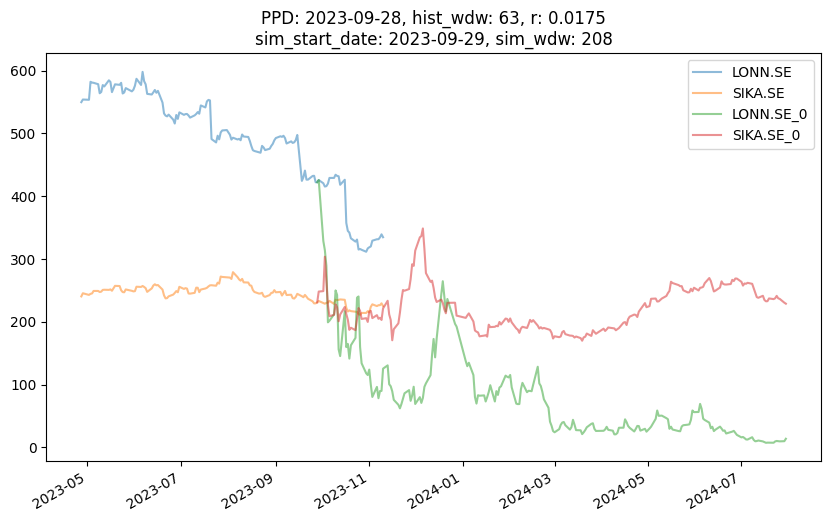 PPD: 2023-09-28, hist_wdw: 63, r: 0.0175
sim_start_date: 2023-09-29, sim_wdw: 208
LONN.SE
SIKA.SE
LONN.SE_0
SIKA.SE_0
600
500
400
300
200
100
0
2023-05
2023-07
2023-09
2023-11
2024-01
2024-03
2024-05
2024-07